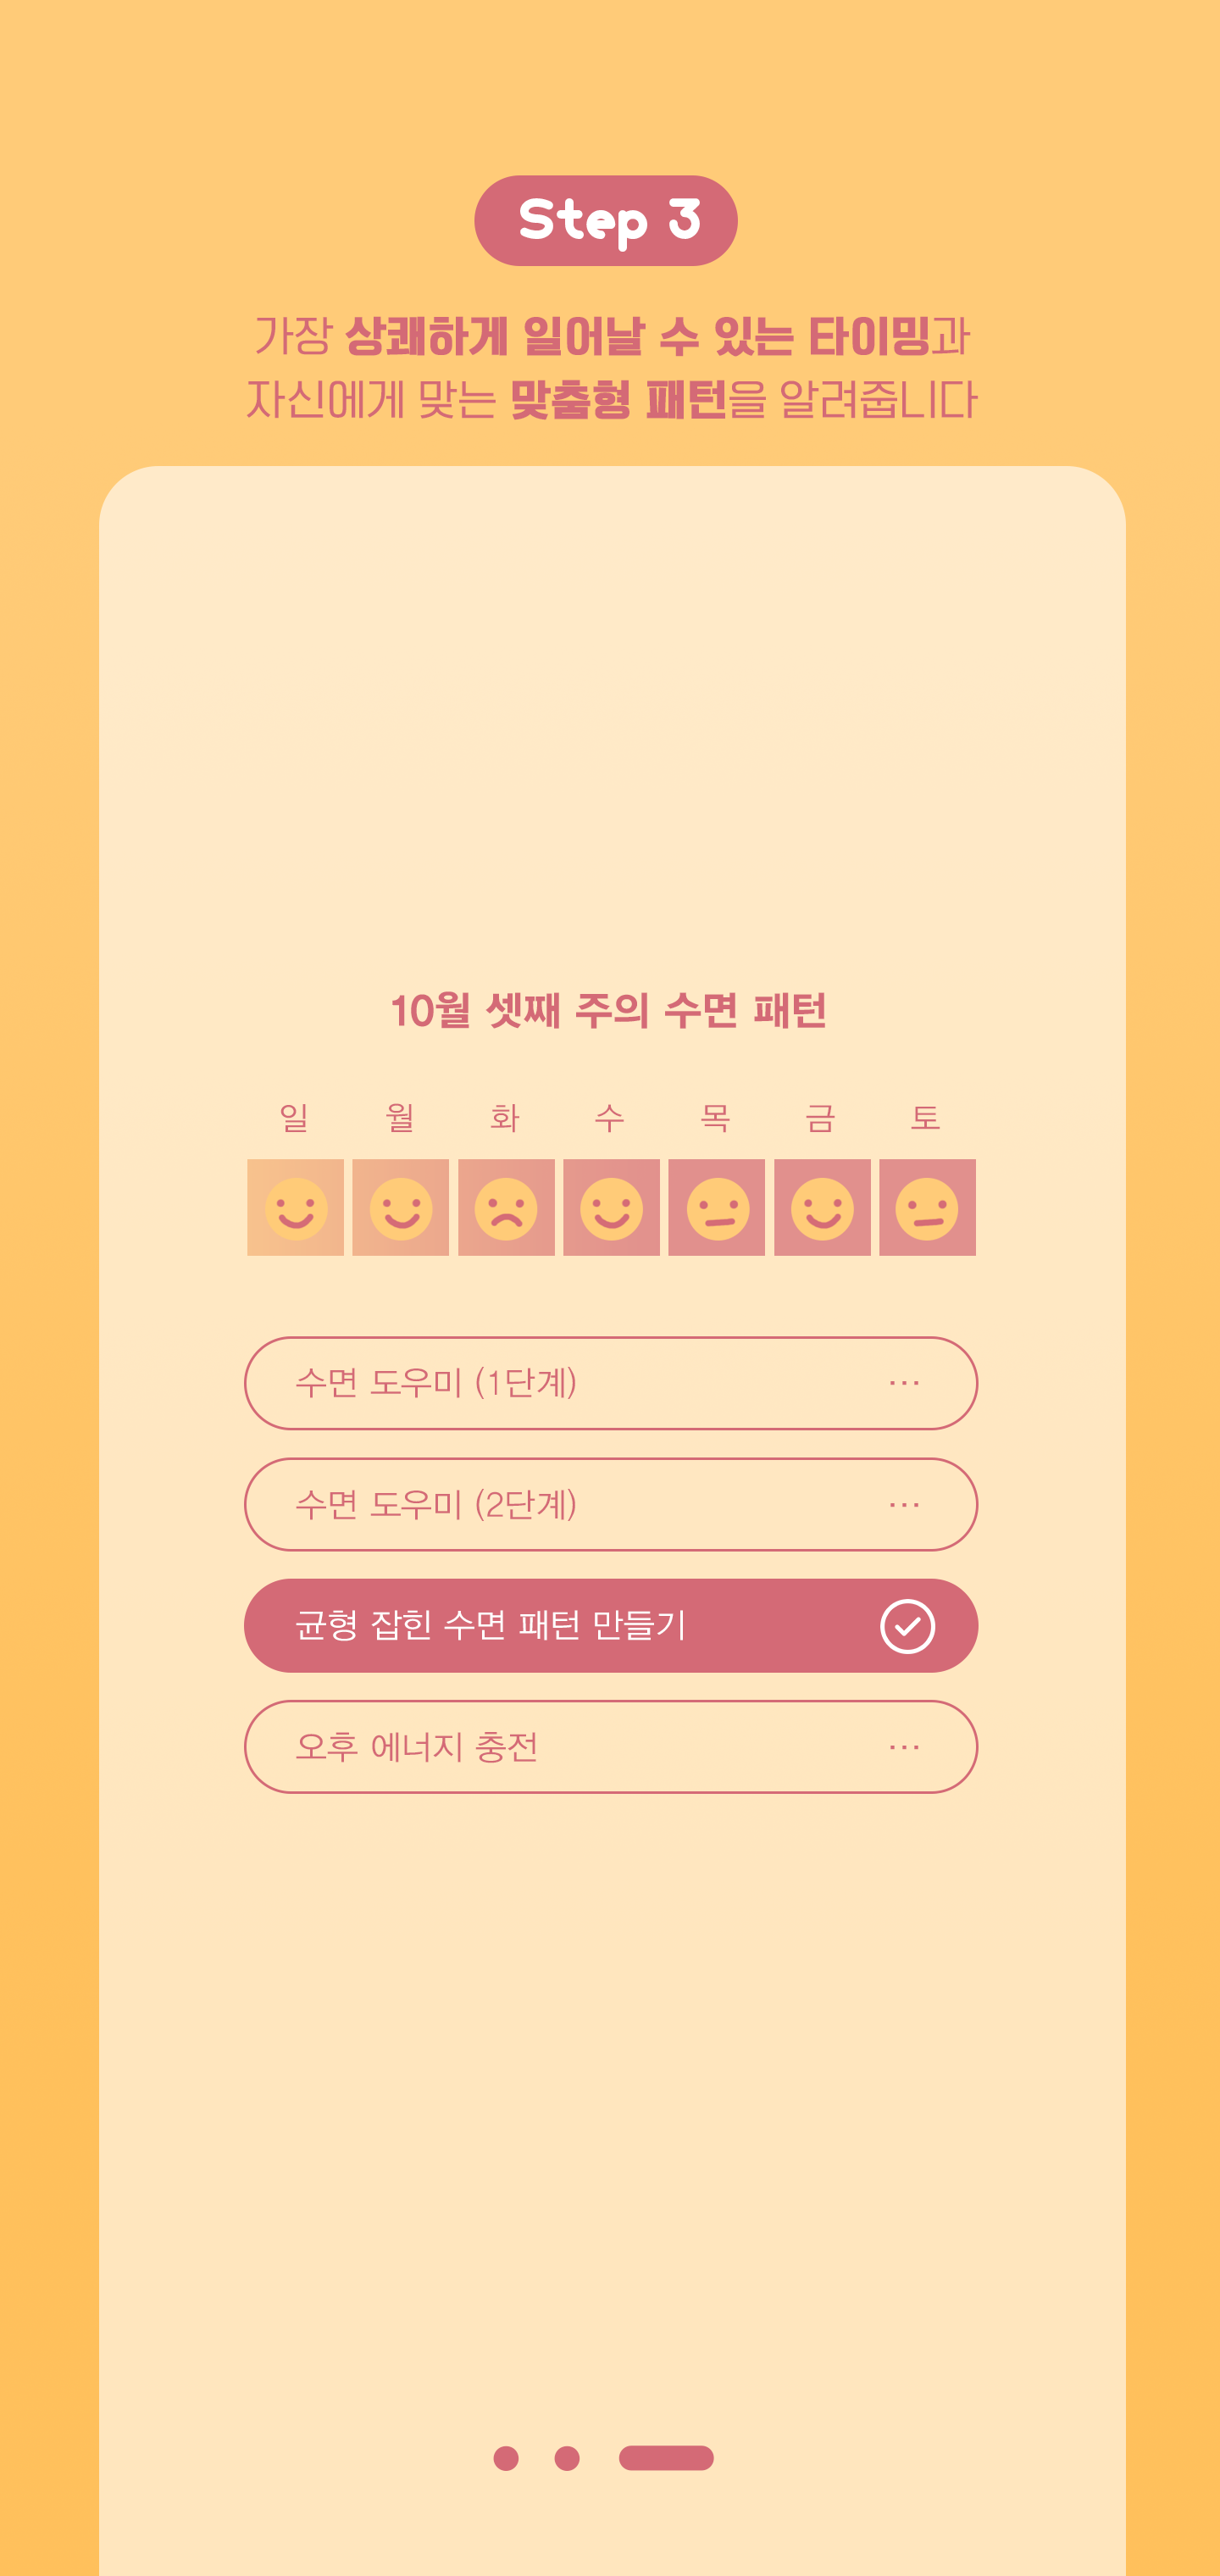 Step 3
가장 상쾌하게 일어날 수 있는 타이밍과
자신에게 맞는 맞춤형 패턴을 알려줍니다
10월 셋째 주의 수면 패턴
일 월 화 수 목 금 토
수면 도우미 (1단계) ...
수면 도우미 (2단계) ...
균형 잡힌 수면 패턴 만들기
오후 에너지 충전 ...